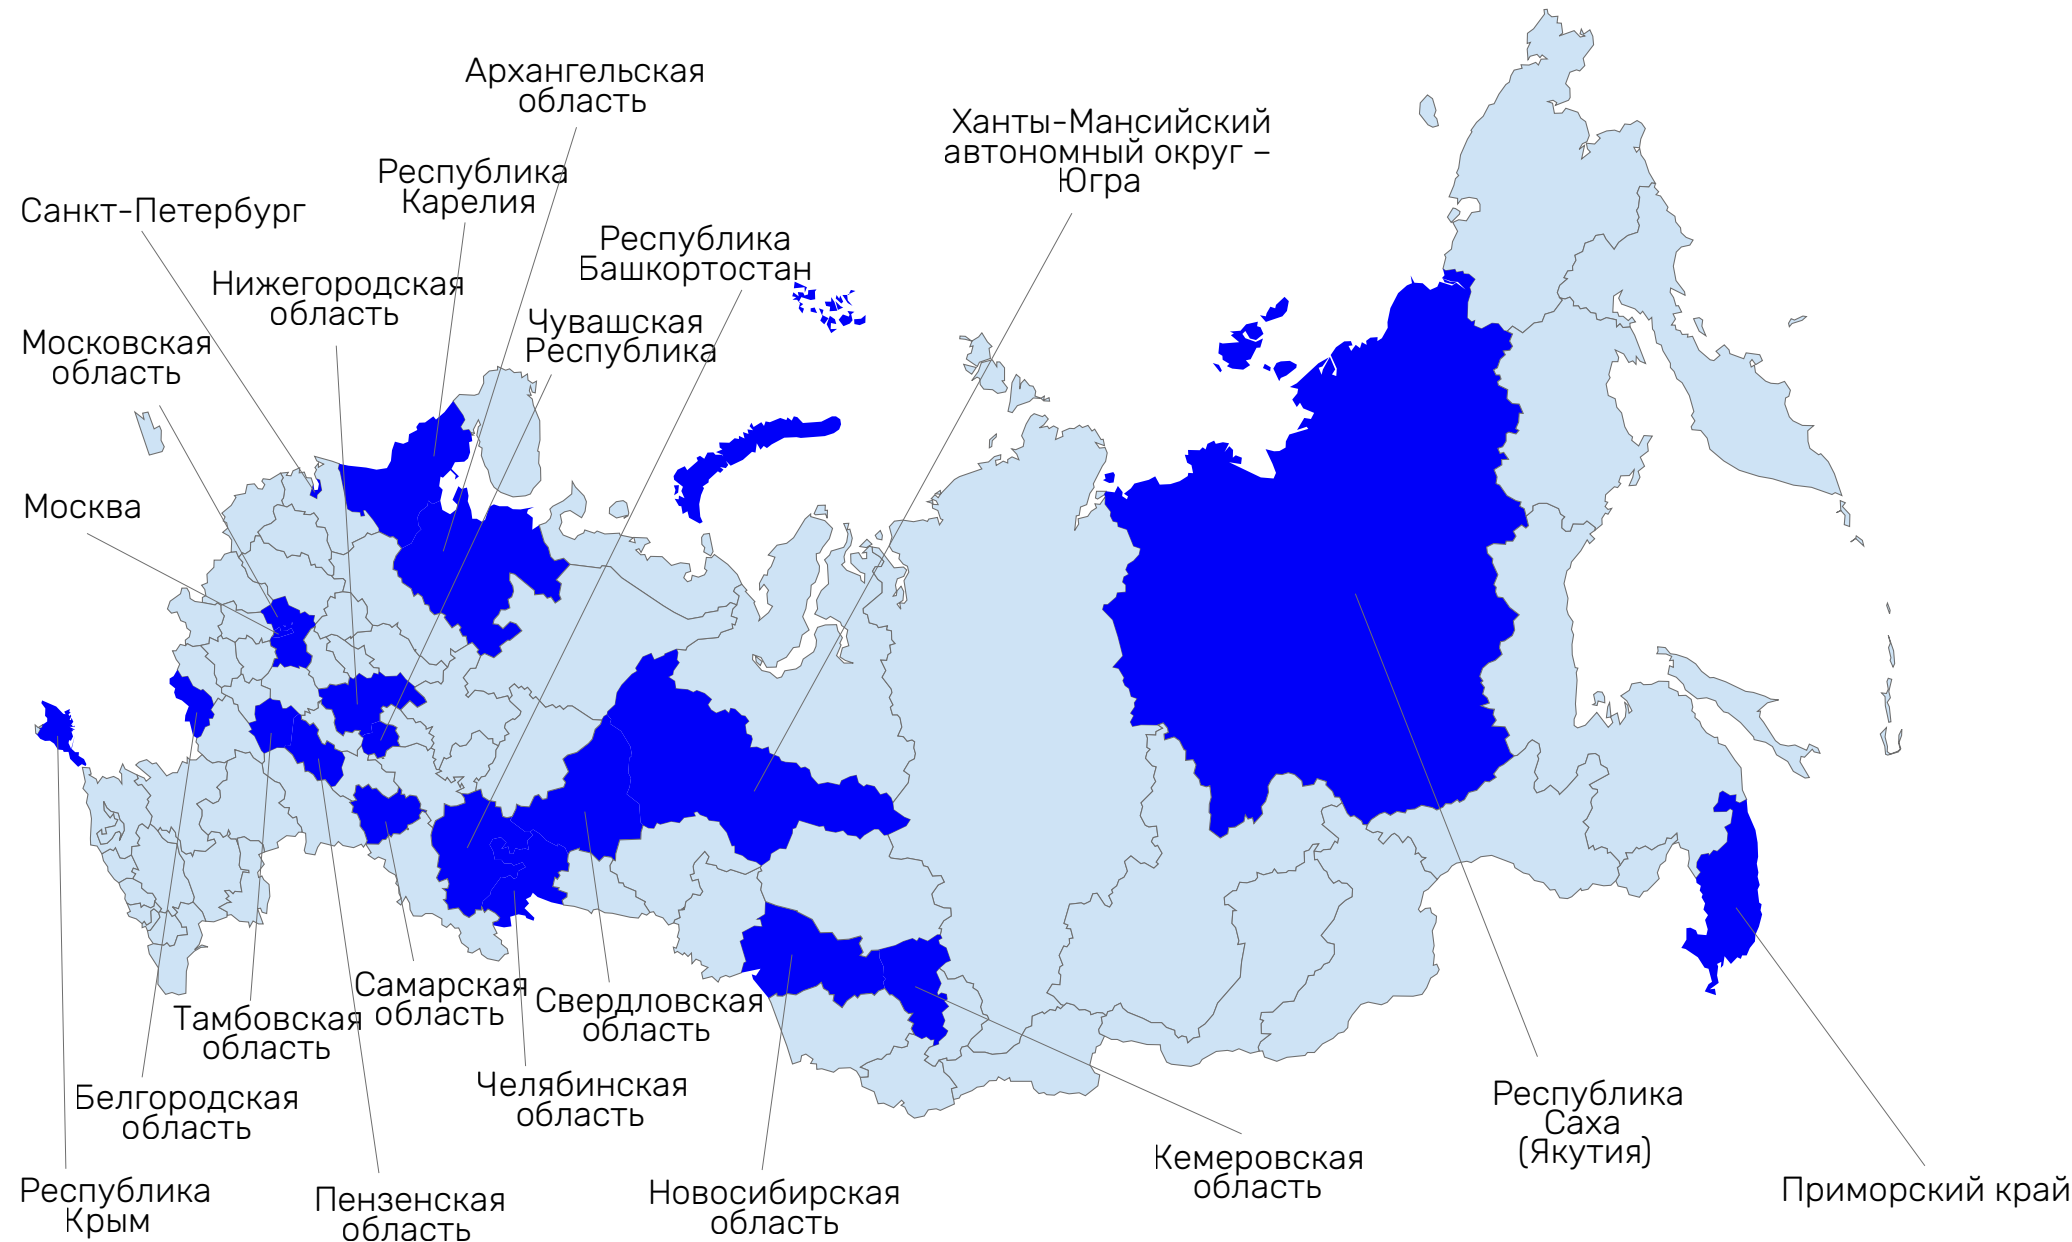 Архангельская
область
Ханты-Мансийский
автономный округ –
Югра
Республика
Карелия
Санкт-Петербург
Республика
Башкортостан
Нижегородская
область
Чувашская
Республика
Московская
область
Москва
Самарская
область
Свердловская
область
Тамбовская
область
Челябинская
область
Белгородская
область
Республика
Саха
(Якутия)
Кемеровская
область
Республика
Крым
Пензенская
область
Новосибирская
область
Приморский край